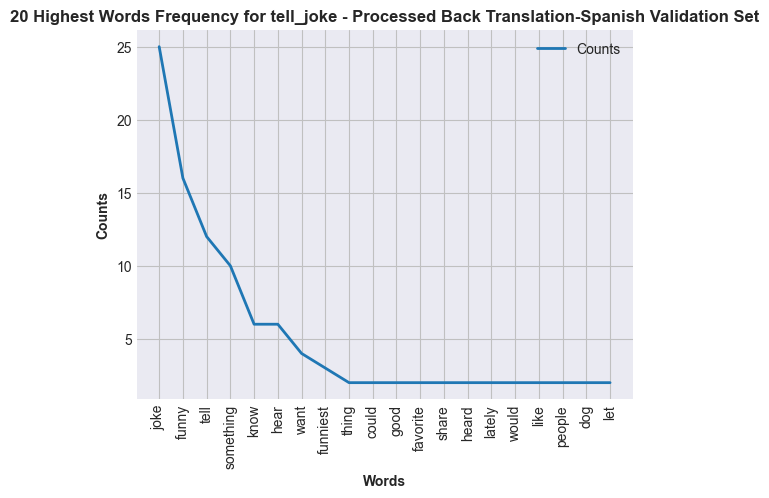 20 Highest Words Frequency for tell_joke - Processed Back Translation-Spanish Validation Set
Counts
25
20
15
10
5
Counts
joke
funny
tell
something
know
hear
want
funniest
thing
could
good
favorite
share
heard
lately
would
like
people
dog
let
Words